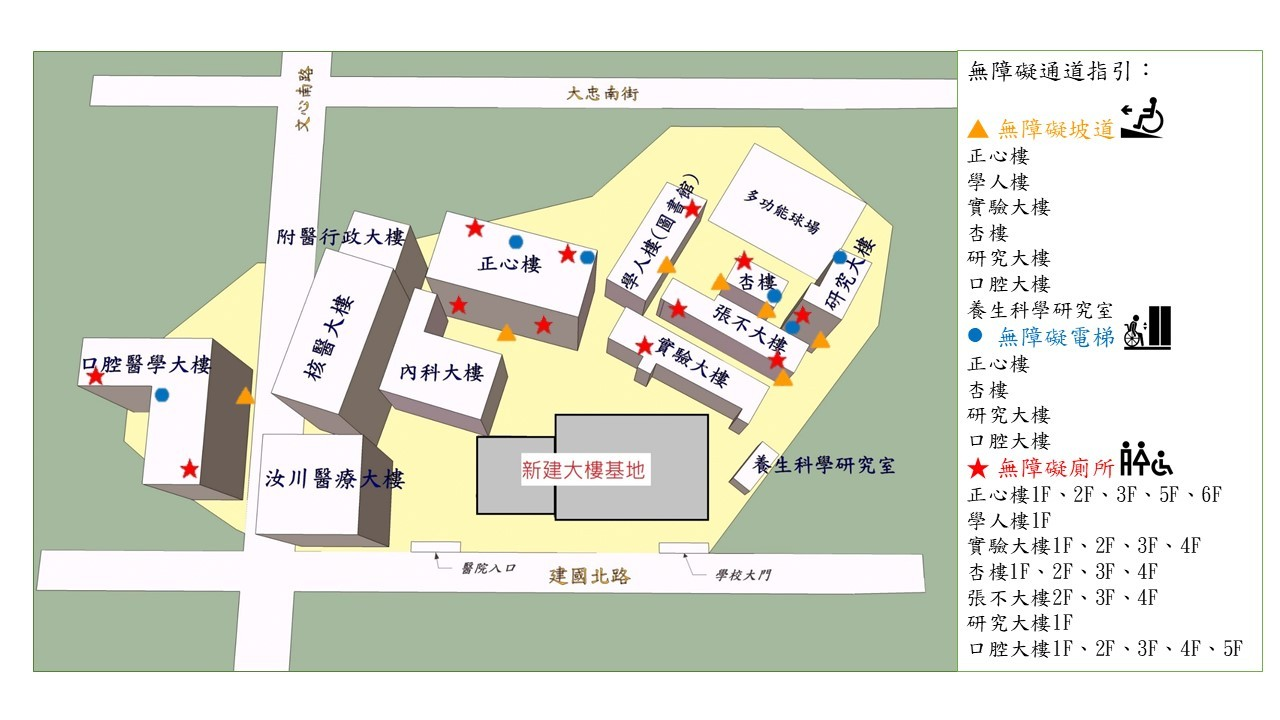 文心南路
大忠南街
學人樓(圖書館)
多功能球場
附醫行政大樓
正心樓
杏樓
研究大樓
張不大樓
核醫大樓
實驗大樓
口腔醫學大樓
內科大樓
新建大樓基地
養生科學研究室
汝川醫療大樓
醫院入口
建國北路
學校大門
無障礙通道指引：
無障礙坡道
正心樓
學人樓
實驗大樓
杏樓
研究大樓
口腔大樓
養生科學研究室
無障礙電梯
正心樓
杏樓
研究大樓
口腔大樓
無障礙廁所
正心樓1F、2F、3F、5F、6F
學人樓1F
實驗大樓1F、2F、3F、4F
杏樓1F、2F、3F、4F
張不大樓2F、3F、4F
研究大樓1F
口腔大樓1F、2F、3F、4F、5F